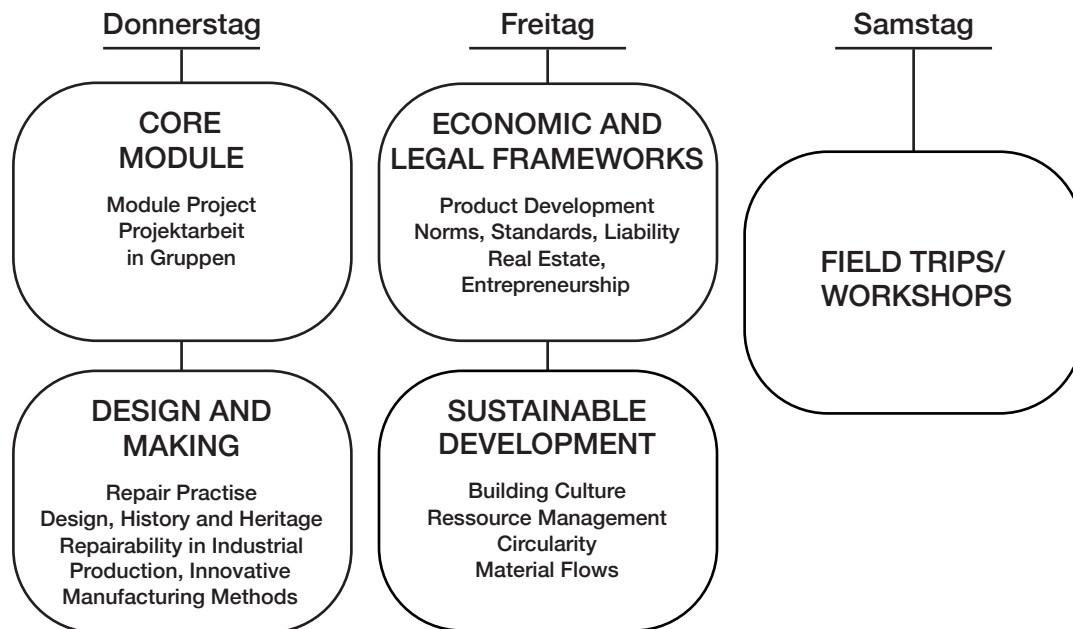 Donnerstag
CORE
MODULE
Module Project
Projektarbeit
in Gruppen
DESIGN AND
MAKING
Repair Practise
Design, History and Heritage
Repairability in Industrial
Production, Innovative
Manufacturing Methods
Freitag
ECONOMIC AND
LEGAL FRAMEWORKS
Product Development
Norms, Standards, Liability
Real Estate,
Entrepreneurship
SUSTAINABLE
DEVELOPMENT
Building Culture
Ressource Management
Circularity
Material Flows
Samstag
FIELD TRIPS/
WORKSHOPS